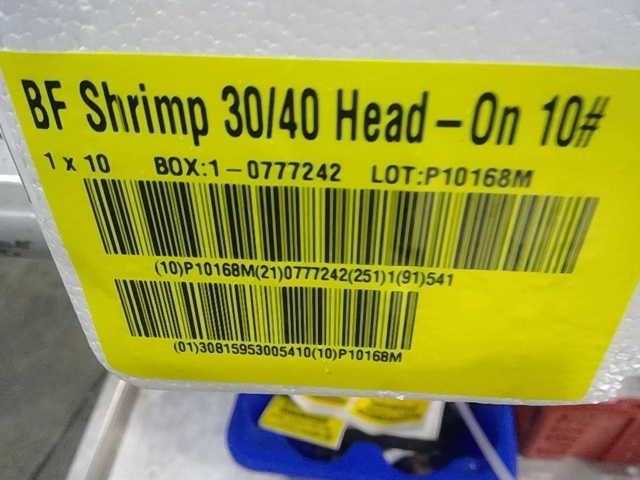 BF Shrimp 30/40 Head-On 10#
1 x 10 BOX:1-0777242 LOT:P10168M
(10)P10168M(21)0777242(251)1(91)541
(01)30815953005410(10)P10168M